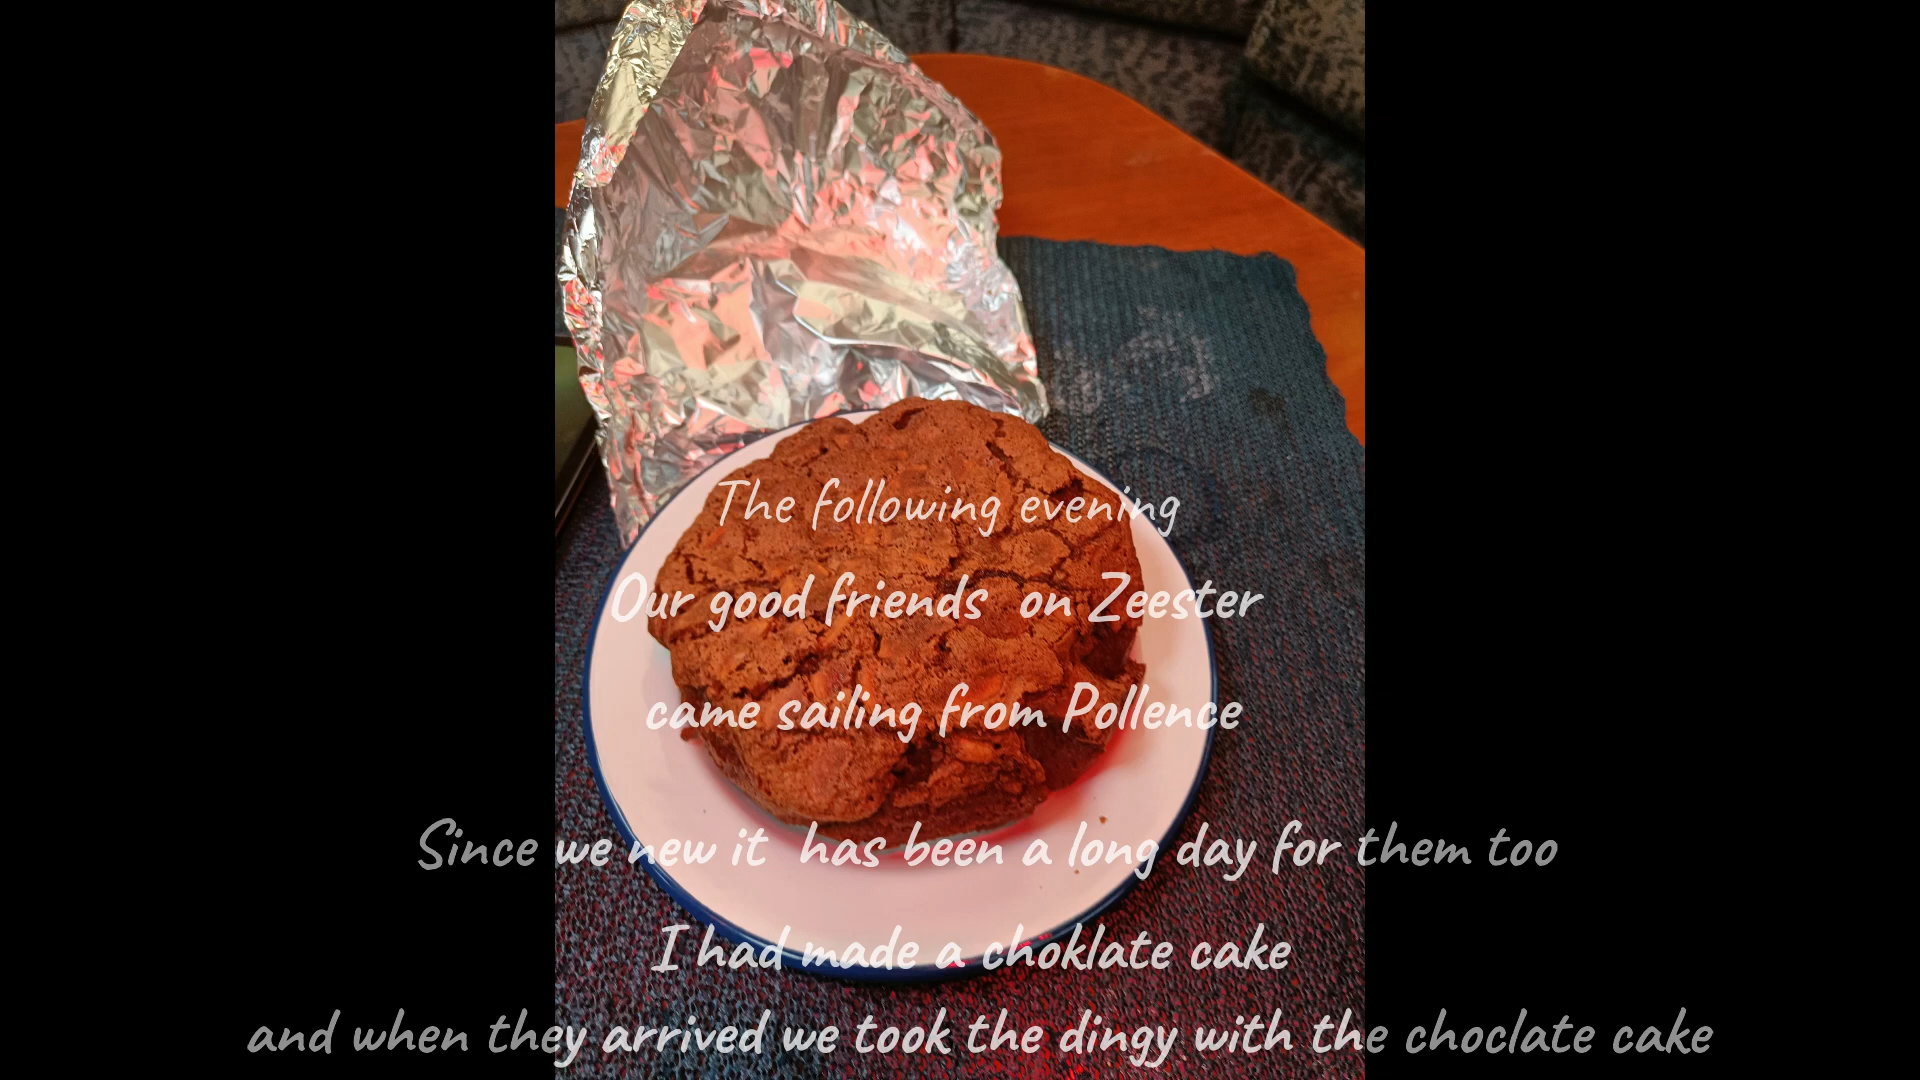 The following evening
Our good friends on Zeester
came sailing from Pollence
Since we new it has been a long day for them too
I had made a choklate cake
and when they arrived we took the dingy with the choclate cake